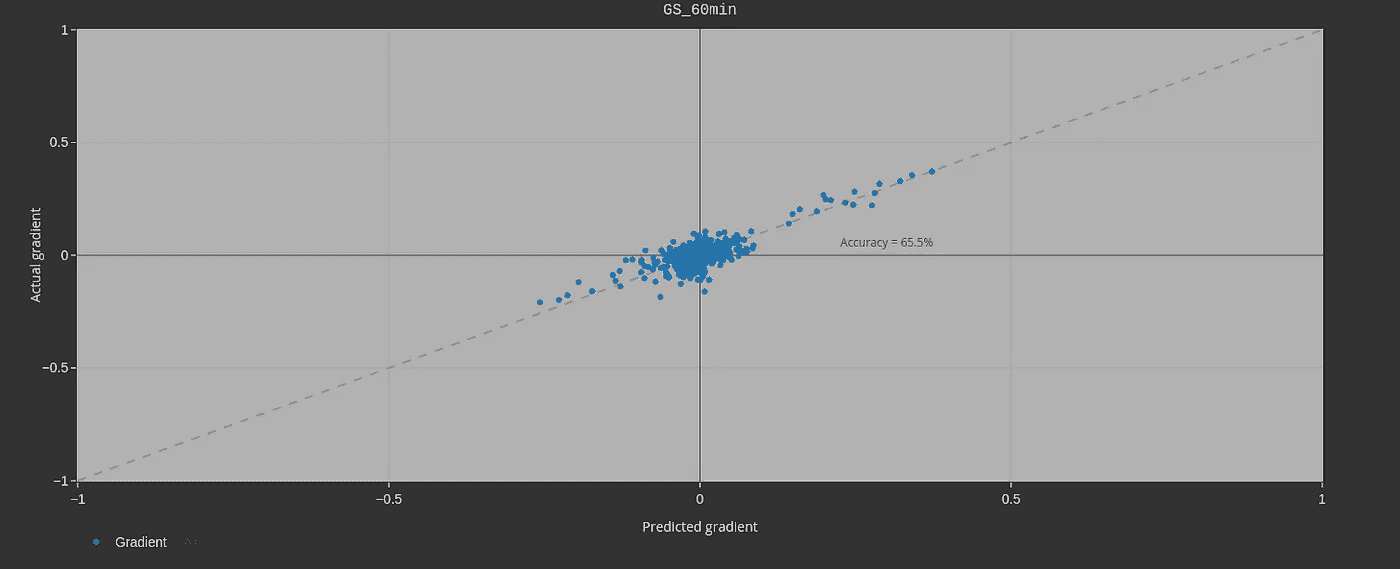 GS_60min
1
0.5
0
−0.5
−1
Actual gradient
Accuracy = 65.5%
−1
−0.5
0
0.5
1
Predicted gradient
Gradient